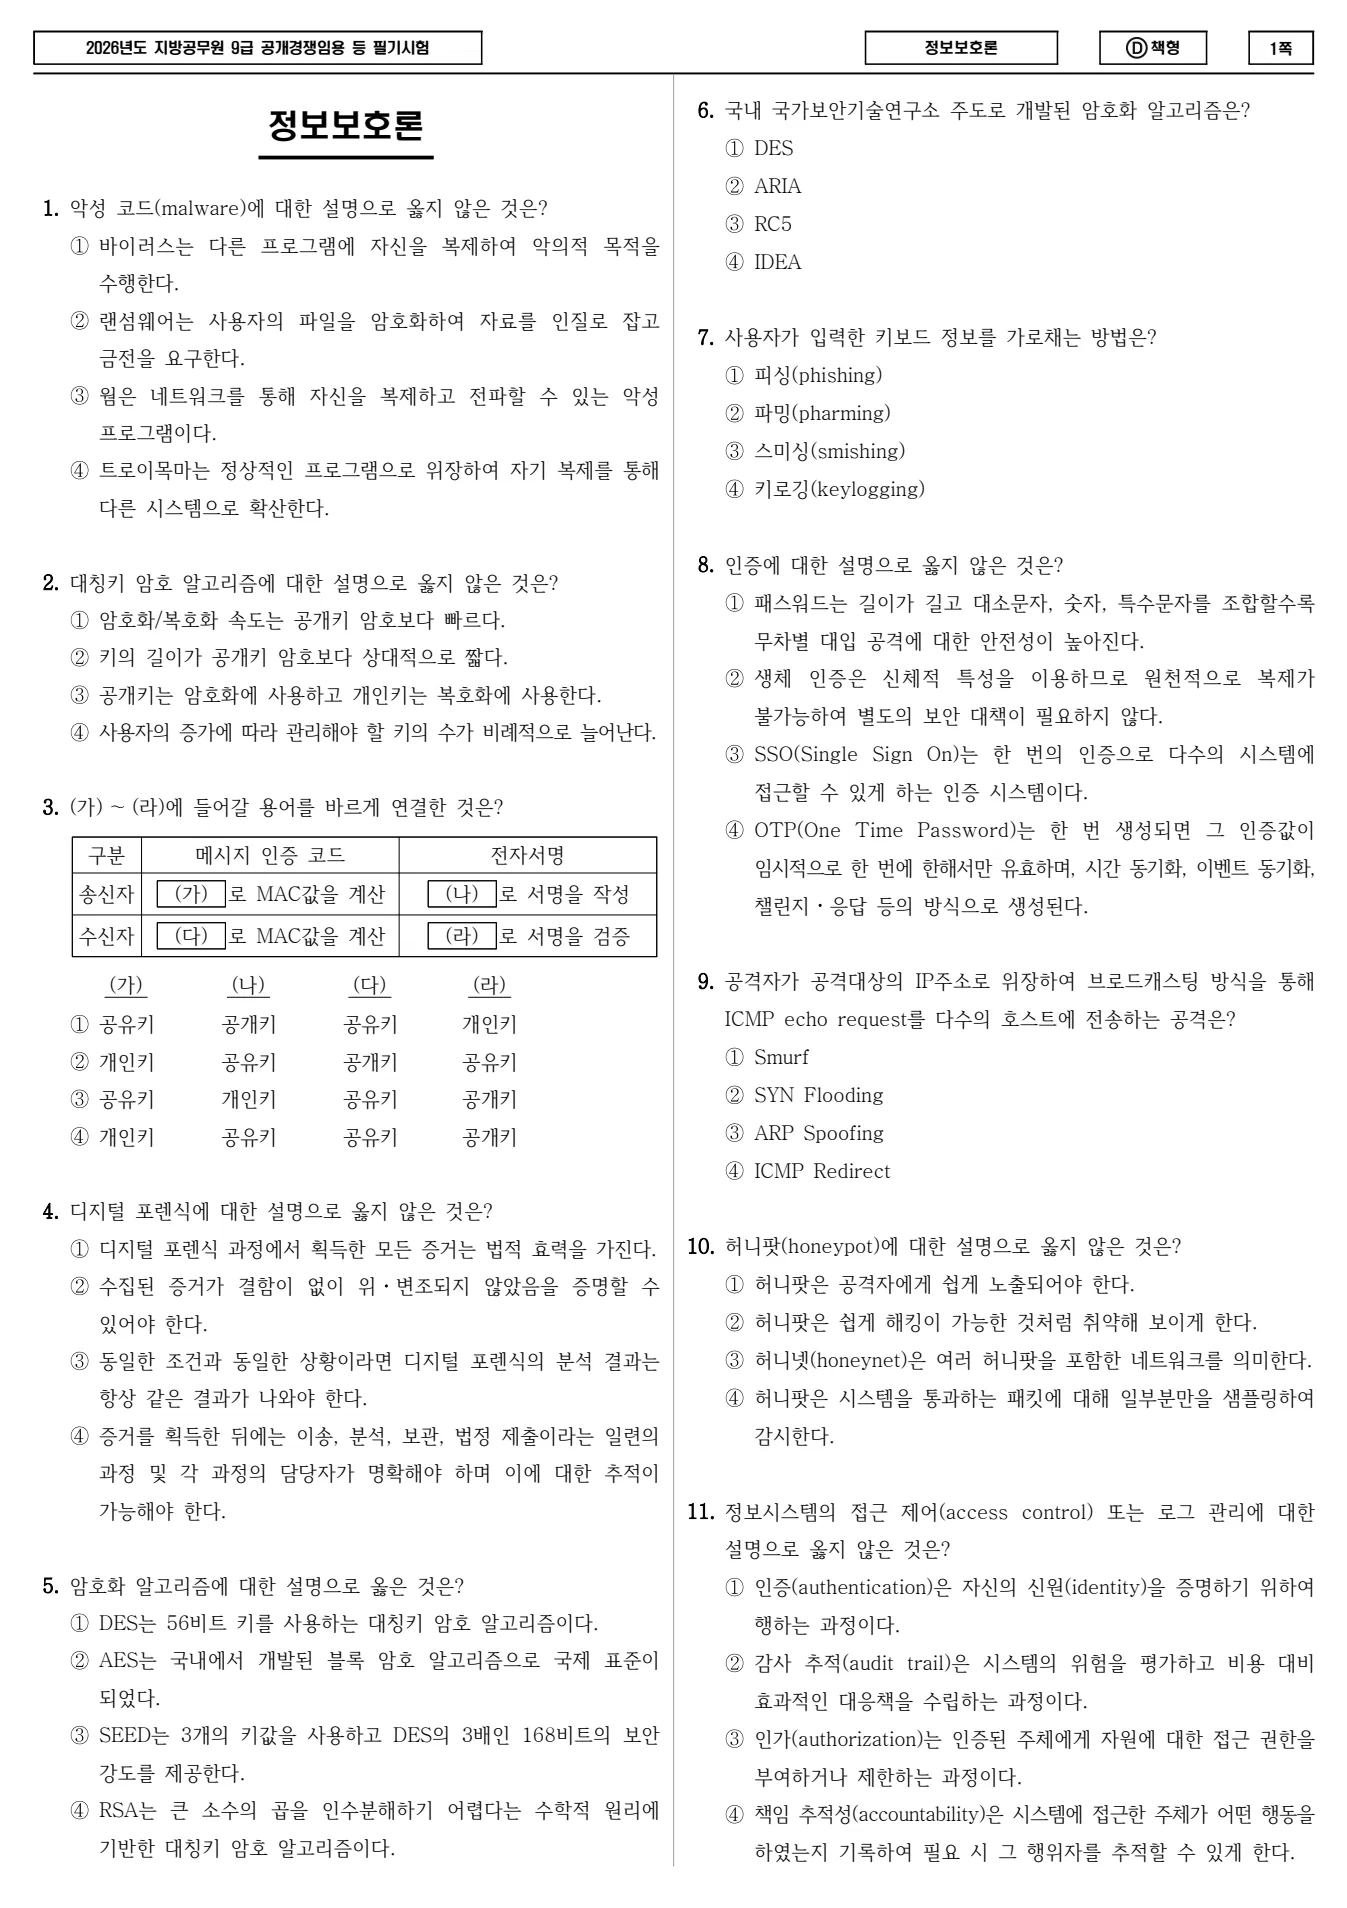 2026년도 지방공무원 9급 공개경쟁임용 등 필기시험
정보보호론
Ⓓ책형
1쪽
정보보호론
1. 악성 코드(malware)에 대한 설명으로 옳지 않은 것은?
① 바이러스는 다른 프로그램에 자신을 복제하여 악의적 목적을
수행한다.
② 랜섬웨어는 사용자의 파일을 암호화하여 자료를 인질로 잡고
금전을 요구한다.
③ 웜은 네트워크를 통해 자신을 복제하고 전파할 수 있는 악성
프로그램이다.
④ 트로이목마는 정상적인 프로그램으로 위장하여 자기 복제를 통해
다른 시스템으로 확산한다.
2. 대칭키 암호 알고리즘에 대한 설명으로 옳지 않은 것은?
① 암호화/복호화 속도는 공개키 암호보다 빠르다.
② 키의 길이가 공개키 암호보다 상대적으로 짧다.
③ 공개키는 암호화에 사용하고 개인키는 복호화에 사용한다.
④ 사용자의 증가에 따라 관리해야 할 키의 수가 비례적으로 늘어난다.
3. (가) ~ (라)에 들어갈 용어를 바르게 연결한 것은?
구분 메시지 인증 코드 전자서명
송신자 (가) 로 MAC값을 계산 (나) 로 서명을 작성
수신자 (다) 로 MAC값을 계산 (라) 로 서명을 검증
(가) (나) (다) (라)
① 공유키 공개키 공유키 개인키
② 개인키 공유키 공개키 공유키
③ 공유키 개인키 공유키 공개키
④ 개인키 공유키 공유키 공개키
4. 디지털 포렌식에 대한 설명으로 옳지 않은 것은?
① 디지털 포렌식 과정에서 획득한 모든 증거는 법적 효력을 가진다.
② 수집된 증거가 결함이 없이 위・변조되지 않았음을 증명할 수
있어야 한다.
③ 동일한 조건과 동일한 상황이라면 디지털 포렌식의 분석 결과는
항상 같은 결과가 나와야 한다.
④ 증거를 획득한 뒤에는 이송, 분석, 보관, 법정 제출이라는 일련의
과정 및 각 과정의 담당자가 명확해야 하며 이에 대한 추적이
가능해야 한다.
5. 암호화 알고리즘에 대한 설명으로 옳은 것은?
① DES는 56비트 키를 사용하는 대칭키 암호 알고리즘이다.
② AES는 국내에서 개발된 블록 암호 알고리즘으로 국제 표준이
되었다.
③ SEED는 3개의 키값을 사용하고 DES의 3배인 168비트의 보안
강도를 제공한다.
④ RSA는 큰 소수의 곱을 인수분해하기 어렵다는 수학적 원리에
기반한 대칭키 암호 알고리즘이다.
6. 국내 국가보안기술연구소 주도로 개발된 암호화 알고리즘은?
① DES
② ARIA
③ RC5
④ IDEA
7. 사용자가 입력한 키보드 정보를 가로채는 방법은?
① 피싱(phishing)
② 파밍(pharming)
③ 스미싱(smishing)
④ 키로깅(keylogging)
8. 인증에 대한 설명으로 옳지 않은 것은?
① 패스워드는 길이가 길고 대소문자, 숫자, 특수문자를 조합할수록
무차별 대입 공격에 대한 안전성이 높아진다.
② 생체 인증은 신체적 특성을 이용하므로 원천적으로 복제가
불가능하여 별도의 보안 대책이 필요하지 않다.
③ SSO(Single Sign On)는 한 번의 인증으로 다수의 시스템에
접근할 수 있게 하는 인증 시스템이다.
④ OTP(One Time Password)는 한 번 생성되면 그 인증값이
임시적으로 한 번에 한해서만 유효하며, 시간 동기화, 이벤트 동기화,
챌린지・응답 등의 방식으로 생성된다.
9. 공격자가 공격대상의 IP주소로 위장하여 브로드캐스팅 방식을 통해
ICMP echo request를 다수의 호스트에 전송하는 공격은?
① Smurf
② SYN Flooding
③ ARP Spoofing
④ ICMP Redirect
10. 허니팟(honeypot)에 대한 설명으로 옳지 않은 것은?
① 허니팟은 공격자에게 쉽게 노출되어야 한다.
② 허니팟은 쉽게 해킹이 가능한 것처럼 취약해 보이게 한다.
③ 허니넷(honeynet)은 여러 허니팟을 포함한 네트워크를 의미한다.
④ 허니팟은 시스템을 통과하는 패킷에 대해 일부분만을 샘플링하여
감시한다.
11. 정보시스템의 접근 제어(access control) 또는 로그 관리에 대한
설명으로 옳지 않은 것은?
① 인증(authentication)은 자신의 신원(identity)을 증명하기 위하여
행하는 과정이다.
② 감사 추적(audit trail)은 시스템의 위험을 평가하고 비용 대비
효과적인 대응책을 수립하는 과정이다.
③ 인가(authorization)는 인증된 주체에게 자원에 대한 접근 권한을
부여하거나 제한하는 과정이다.
④ 책임 추적성(accountability)은 시스템에 접근한 주체가 어떤 행동을
하였는지 기록하여 필요 시 그 행위자를 추적할 수 있게 한다.